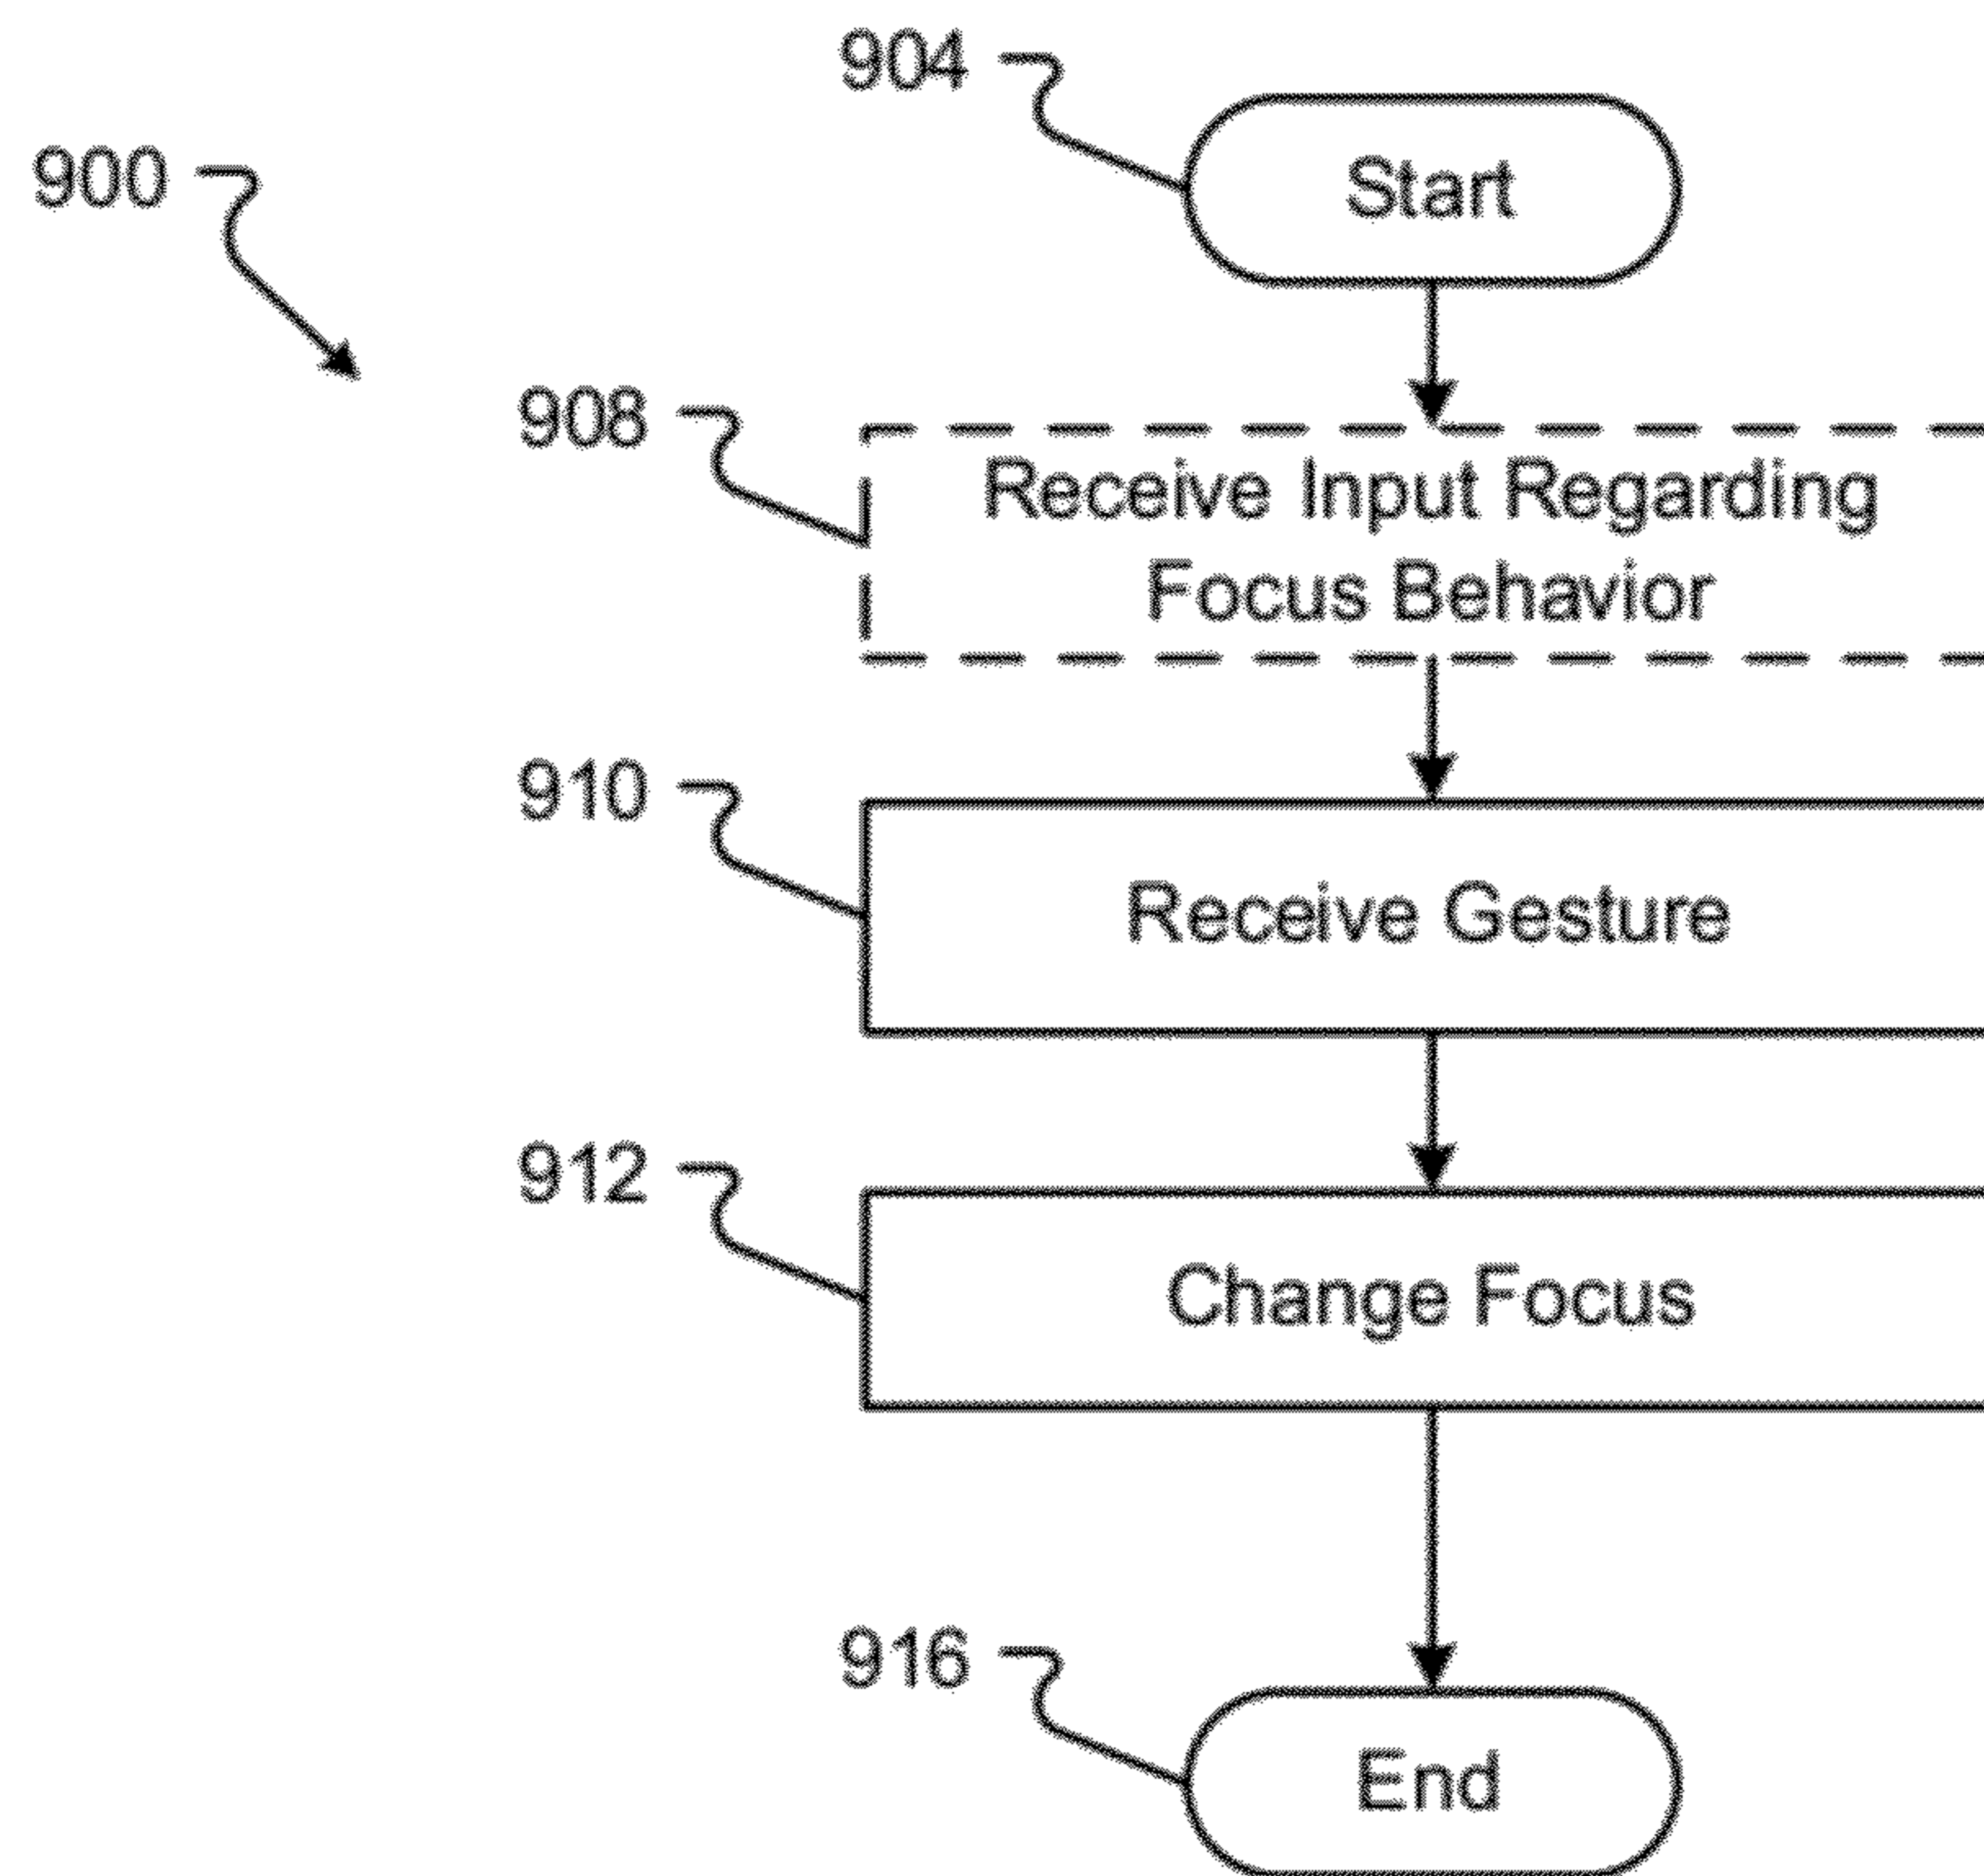 904
Start
900
908
Receive Input Regarding
Focus Behavior
910
Receive Gesture
912
Change Focus
916
End